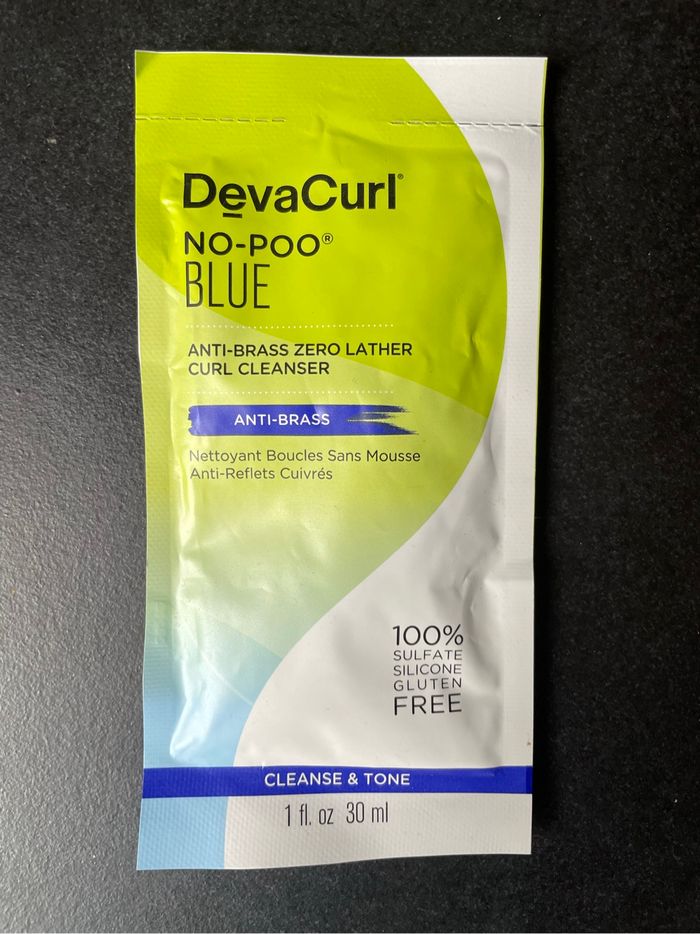 DevaCurl®
NO-POO®
BLUE
ANTI-BRASS ZERO LATHER
CURL CLEANSER
ANTI-BRASS
Nettoyant Boucles Sans Mousse
Anti-Reflets Cuivrés
100%
SULFATE
SILICONE
GLUTEN
FREE
CLEANSE & TONE
1 fl. oz 30 ml